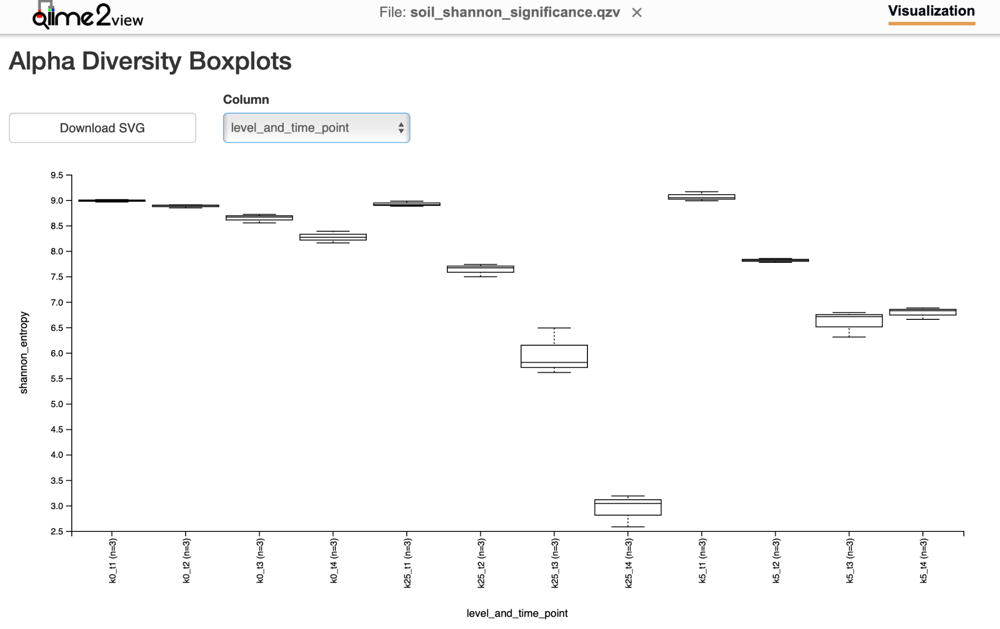 qiime2view
File: soil_shannon_significance.qzv ×
Visualization
Alpha Diversity Boxplots
Column
Download SVG
level_and_time_point
9.5
9.0
8.5
8.0
7.5
7.0
6.5
6.0
5.5
5.0
4.5
4.0
3.5
3.0
2.5
shannon_entropy
k0_t1 (n=3)
k0_t2 (n=3)
k0_t3 (n=3)
k0_t4 (n=3)
k25_t1 (n=3)
k25_t2 (n=3)
k25_t3 (n=3)
k25_t4 (n=3)
k5_t1 (n=3)
k5_t2 (n=3)
k5_t3 (n=3)
k5_t4 (n=3)
level_and_time_point